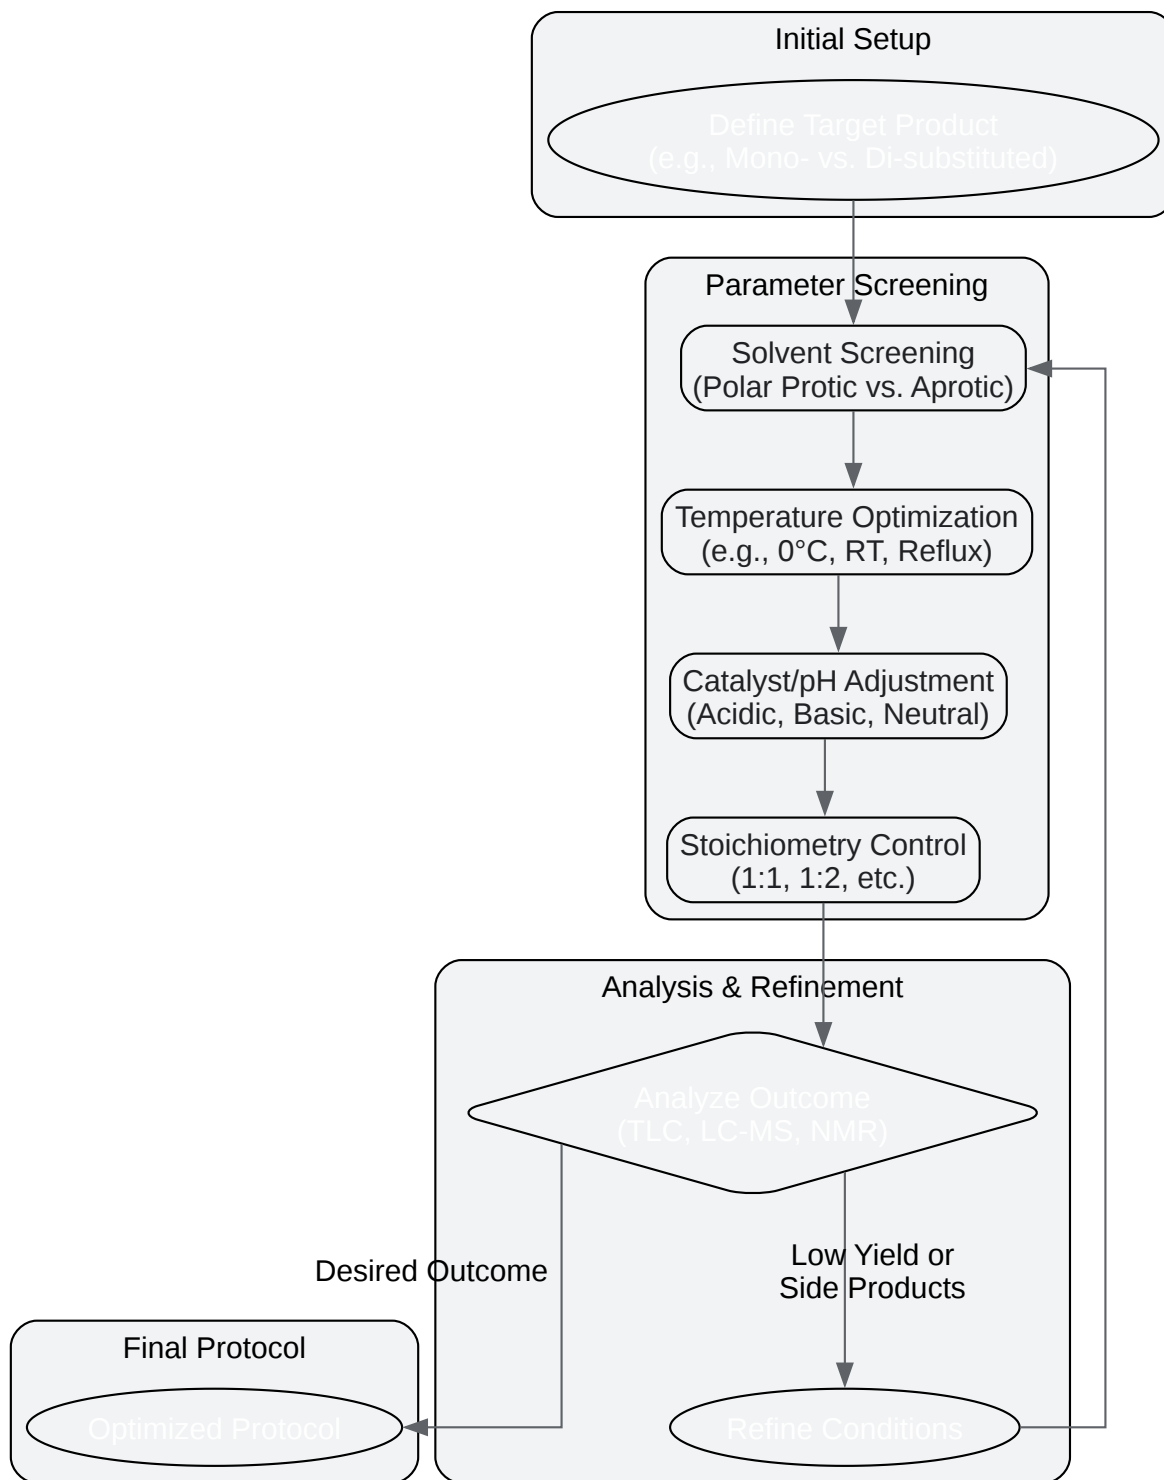 Initial Setup
Define Target Product
(e.g., Mono- vs. Di-substituted)
Parameter Screening
Solvent Screening
(Polar Protic vs. Aprotic)
Temperature Optimization
(e.g., 0°C, RT, Reflux)
Catalyst/pH Adjustment
(Acidic, Basic, Neutral)
Stoichiometry Control
(1:1, 1:2, etc.)
Analysis & Refinement
Analyze Outcome
(TLC, LC-MS, NMR)
Desired Outcome
Low Yield or
Side Products
Final Protocol
Optimized Protocol
Refine Conditions